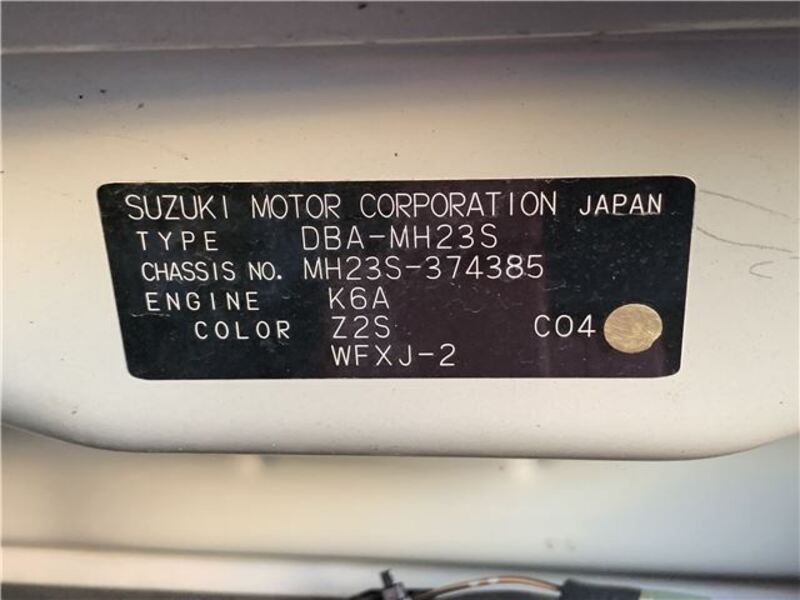 SUZUKI MOTOR CORPORATION JAPAN
TYPE DBA-MH23S
CHASSIS NO. MH23S-374385
ENGINE K6A
COLOR Z2S C04
WFXJ-2